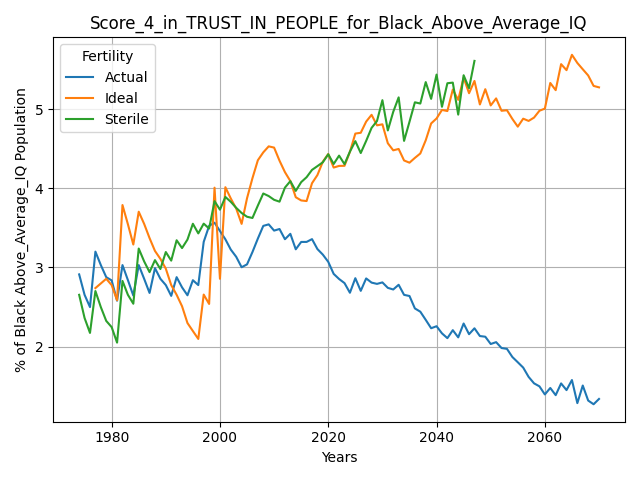 Score_4_in_TRUST_IN_PEOPLE_for_Black_Above_Average_IQ
% of Black Above_Average_IQ Population
Fertility
Actual
Ideal
Sterile
5
4
3
2
1980
2000
2020
2040
2060
Years